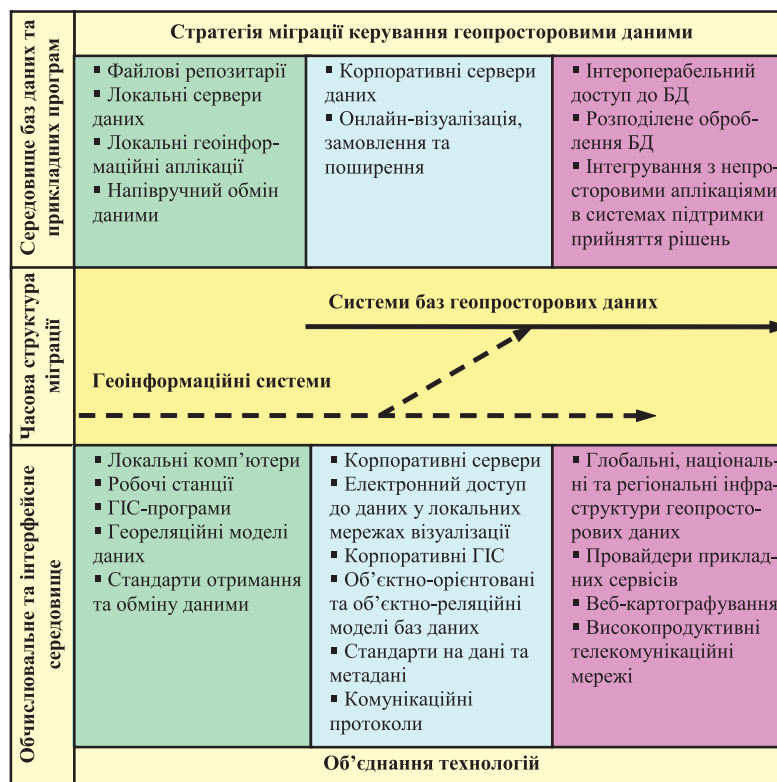 Стратегія міграції керування геопросторовими даними
Середовище баз даних та
прикладних програм
▪ Файлові репозитарії
▪ Локальні сервери
даних
▪ Локальні геоінфор-
маційні аплікації
▪ Напівручний обмін
даними
▪ Корпоративні сервери
даних
▪ Онлайн-візуалізація,
замовлення та
поширення
▪ Інтероперабельний
доступ до БД
▪ Розподілене оброб-
лення БД
▪ Інтегрування з непро-
сторовими аплікаціями
в системах підтримки
прийняття рішень
Часова структура
міграції
Системи баз геопросторових даних
Геоінформаційні системи
Обчислювальне та інтерфейсне
середовище
▪ Локальні комп’ютери
▪ Робочі станції
▪ ГІС-програми
▪ Геореляційні моделі
даних
▪ Стандарти отримання
та обміну даними
▪ Корпоративні сервери
▪ Електронний доступ
до даних у локальних
мережах візуалізації
▪ Корпоративні ГІС
▪ Об’єктно-орієнтовані
та об’єктно-реляційні
моделі баз даних
▪ Стандарти на дані та
метадані
▪ Комунікаційні
протоколи
▪ Глобальні, національ-
ні та регіональні інфра-
структури геопросто-
рових даних
▪ Провайдери приклад-
них сервісів
▪ Веб-картографування
▪ Високопродуктивні
телекомунікаційні
мережі
Об’єднання технологій